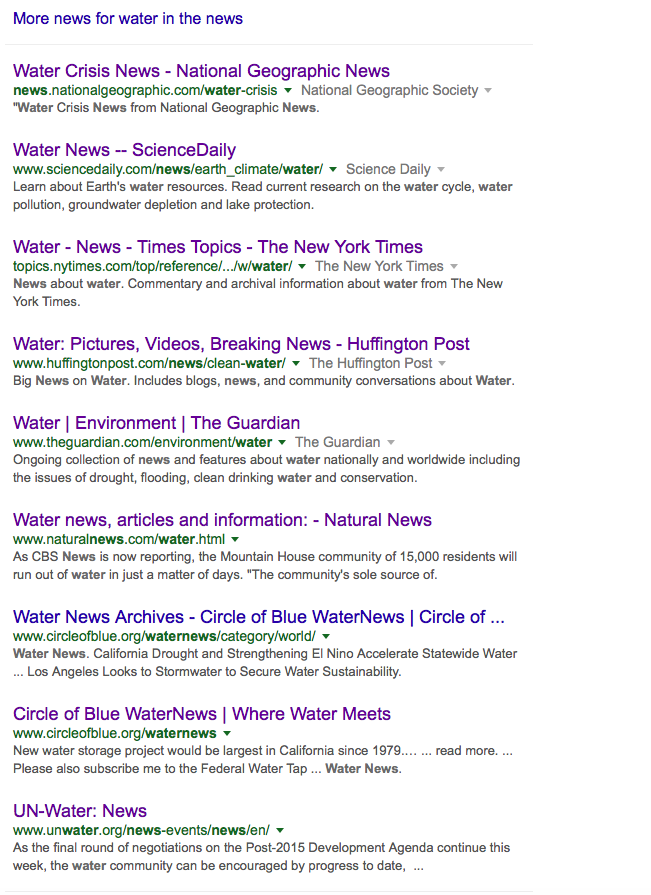 More news for water in the news
Water Crisis News - National Geographic News
news.nationalgeographic.com/water-crisis ▼ National Geographic Society ▼
"Water Crisis News from National Geographic News.
Water News -- ScienceDaily
www.sciencedaily.com/news/earth_climate/water/ ▼ Science Daily ▼
Learn about Earth's water resources. Read current research on the water cycle, water
pollution, groundwater depletion and lake protection.
Water - News - Times Topics - The New York Times
topics.nytimes.com/top/reference/.../w/water/ ▼ The New York Times ▼
News about water. Commentary and archival information about water from The New
York Times.
Water: Pictures, Videos, Breaking News - Huffington Post
www.huffingtonpost.com/news/clean-water/ ▼ The Huffington Post ▼
Big News on Water. Includes blogs, news, and community conversations about Water.
Water | Environment | The Guardian
www.theguardian.com/environment/water ▼ The Guardian ▼
Ongoing collection of news and features about water nationally and worldwide including
the issues of drought, flooding, clean drinking water and conservation.
Water news, articles and information: - Natural News
www.naturalnews.com/water.html ▼
As CBS News is now reporting, the Mountain House community of 15,000 residents will
run out of water in just a matter of days. "The community's sole source of.
Water News Archives - Circle of Blue WaterNews | Circle of ...
www.circleofblue.org/waternews/category/world/ ▼
Water News. California Drought and Strengthening El Nino Accelerate Statewide Water
... Los Angeles Looks to Stormwater to Secure Water Sustainability.
Circle of Blue WaterNews | Where Water Meets
www.circleofblue.org/waternews ▼
New water storage project would be largest in California since 1979.… ... read more. ...
Please also subscribe me to the Federal Water Tap ... Water News.
UN-Water: News
www.unwater.org/news-events/news/en/ ▼
As the final round of negotiations on the Post-2015 Development Agenda continue this
week, the water community can be encouraged by progress to date, ...